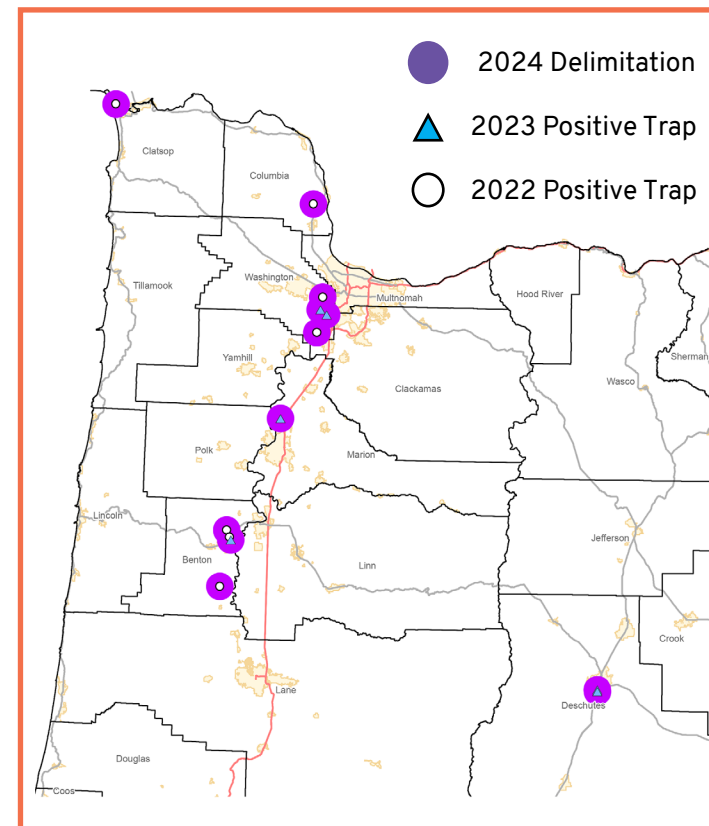 2024 Delimitation
2023 Positive Trap
2022 Positive Trap
Clatsop
Columbia
Tillamook
Washington
Multnomah
Hood River
Yamhill
Clackamas
Wasco
Sherman
Polk
Marion
Lincoln
Benton
Linn
Jefferson
Crook
Lane
Deschutes
Douglas
Coos